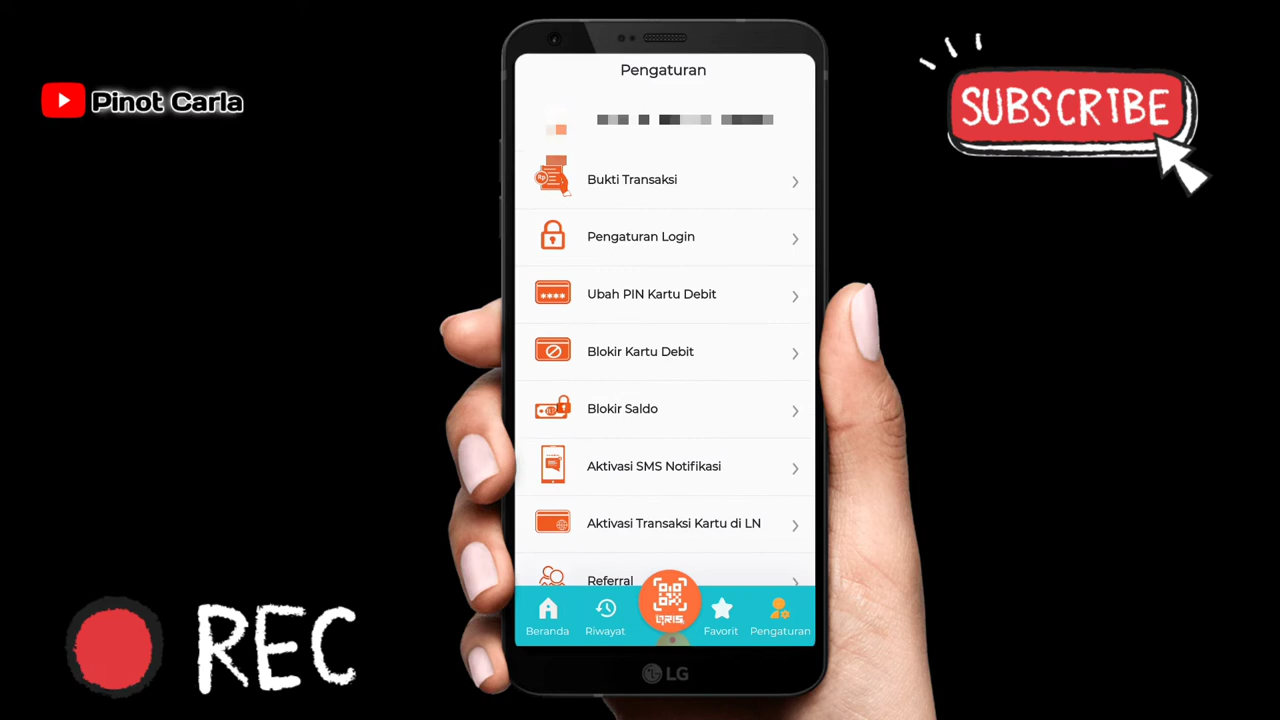 Pinot Carla
SUBSCRIBE
Pengaturan
Rp
Bukti Transaksi
Pengaturan Login
Ubah PIN Kartu Debit
Blokir Kartu Debit
Blokir Saldo
Aktivasi SMS Notifikasi
Aktivasi Transaksi Kartu di LN
Referral
QRIS
Beranda
Riwayat
Favorit
Pengaturan
LG
REC